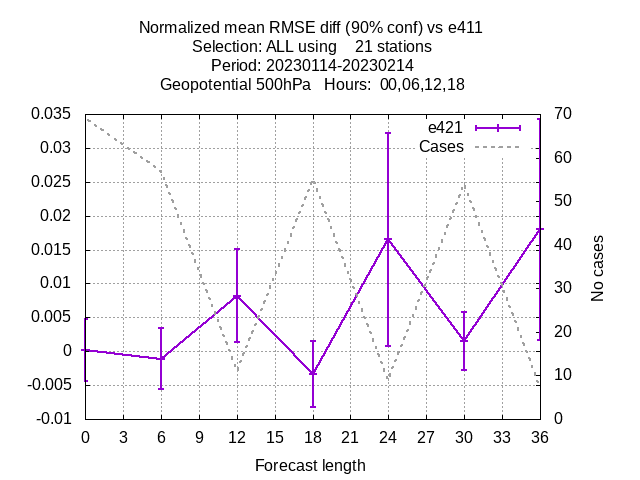 Normalized mean RMSE diff (90% conf) vs e411
Selection: ALL using    21 stations
Period: 20230114-20230214
Geopotential 500hPa   Hours:  00,06,12,18
e421
Cases
0.035
0.03
0.025
0.02
0.015
0.01
0.005
0
-0.005
-0.01
70
60
50
40
30
20
10
0
No cases
0 3 6 9 12 15 18 21 24 27 30 33 36
Forecast length